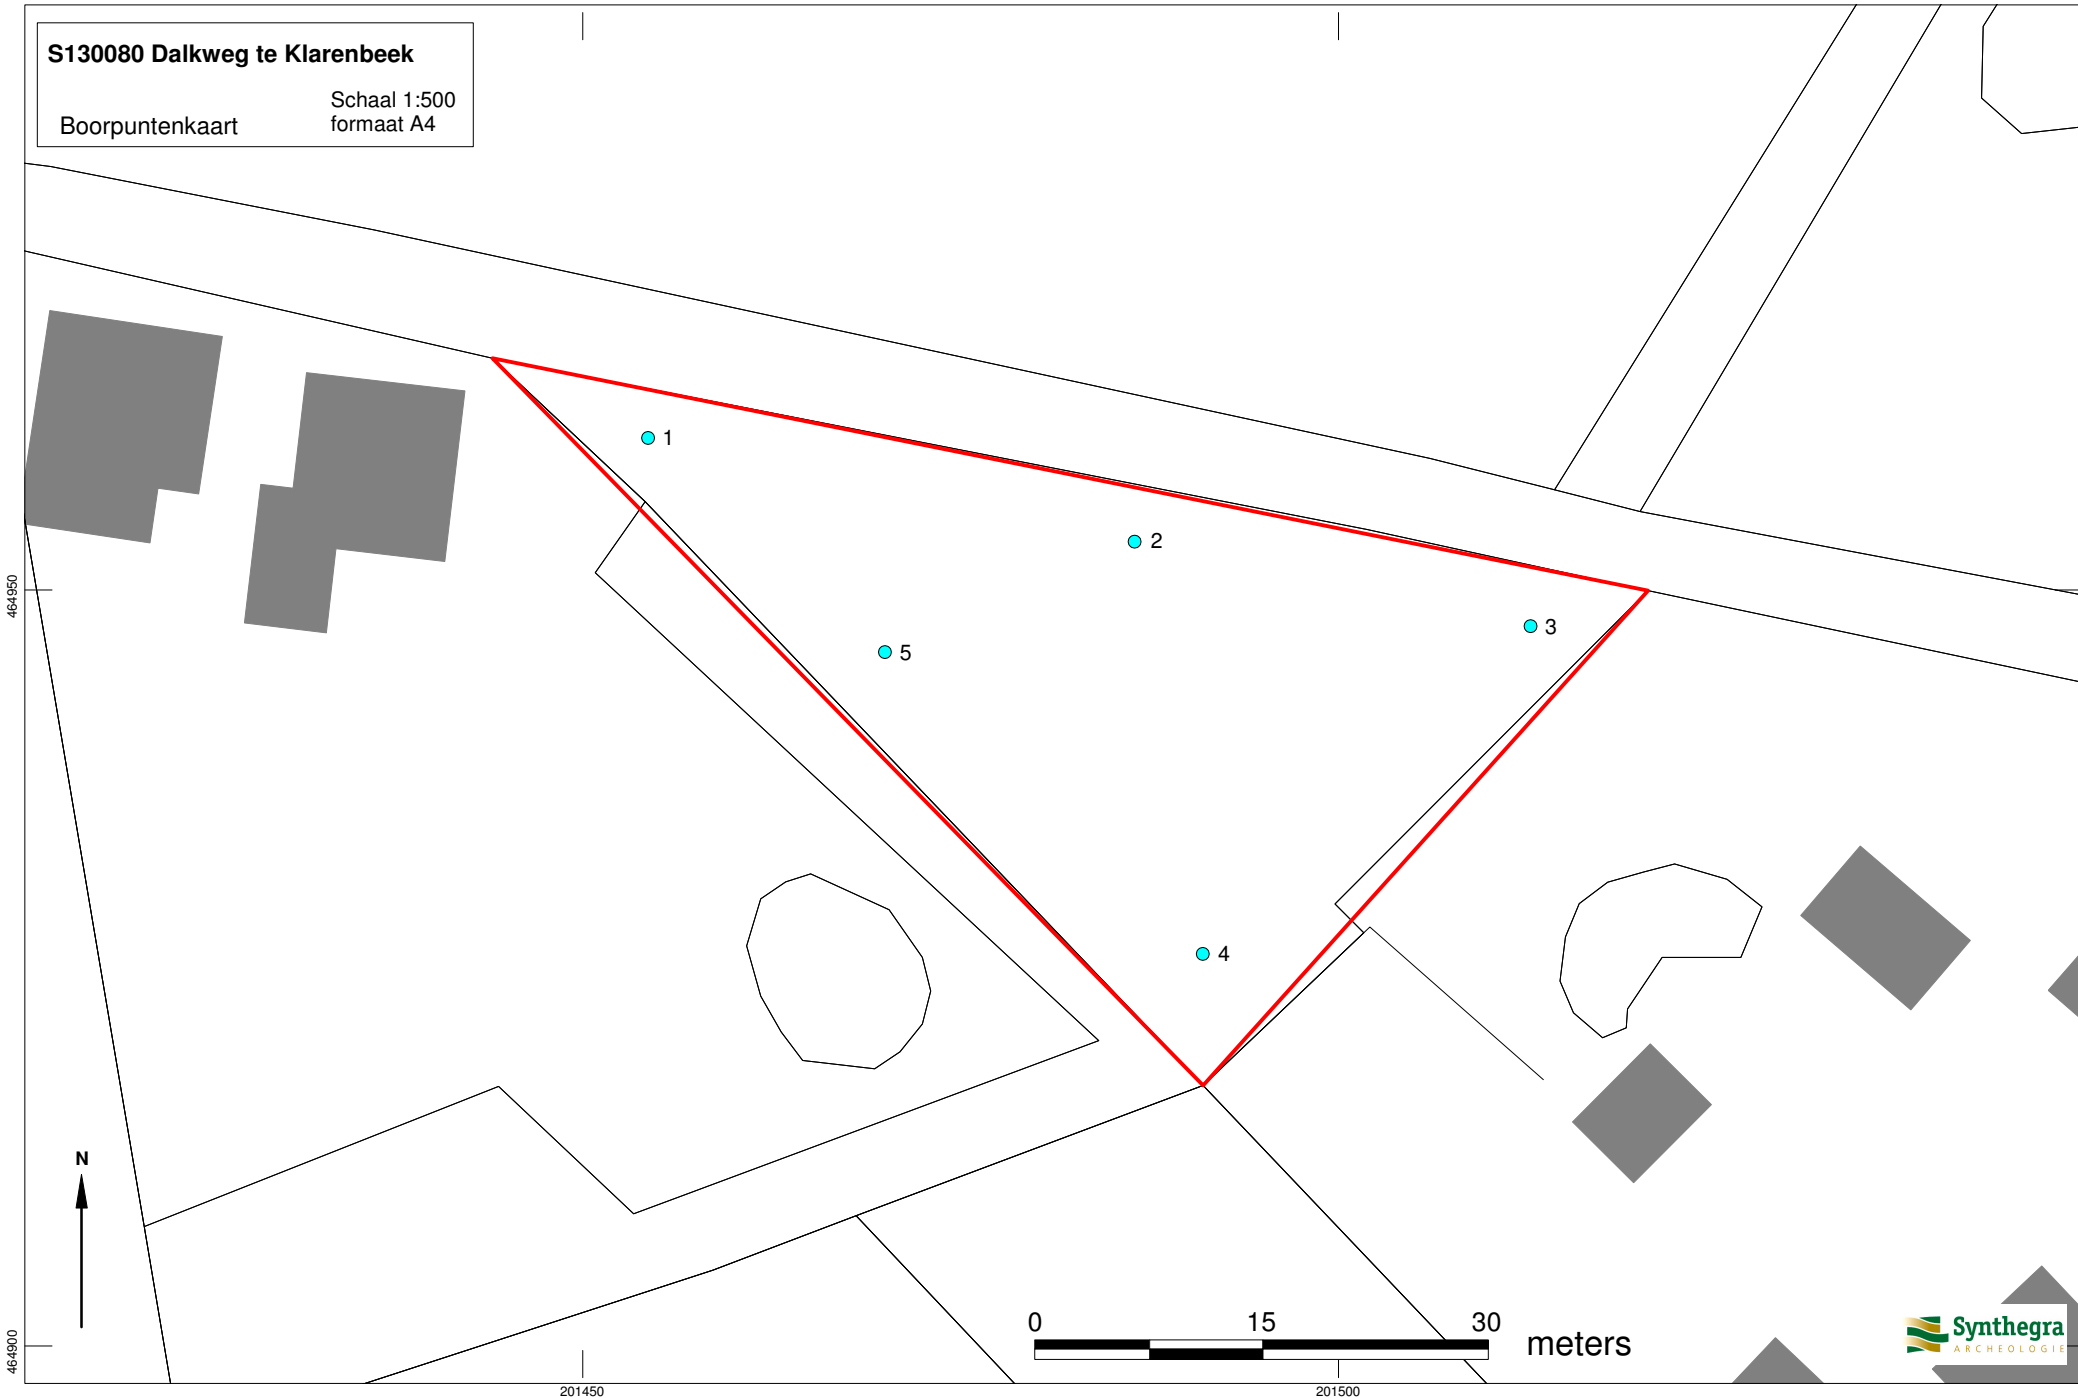 S130080 Dalkweg te Klarenbeek
Schaal 1:500
Boorpuntenkaart
formaat A4
1
2
3
5
4
464950
N
0 15 30
meters
464900
Synthegra
ARCHEOLOGIE
201450
201500